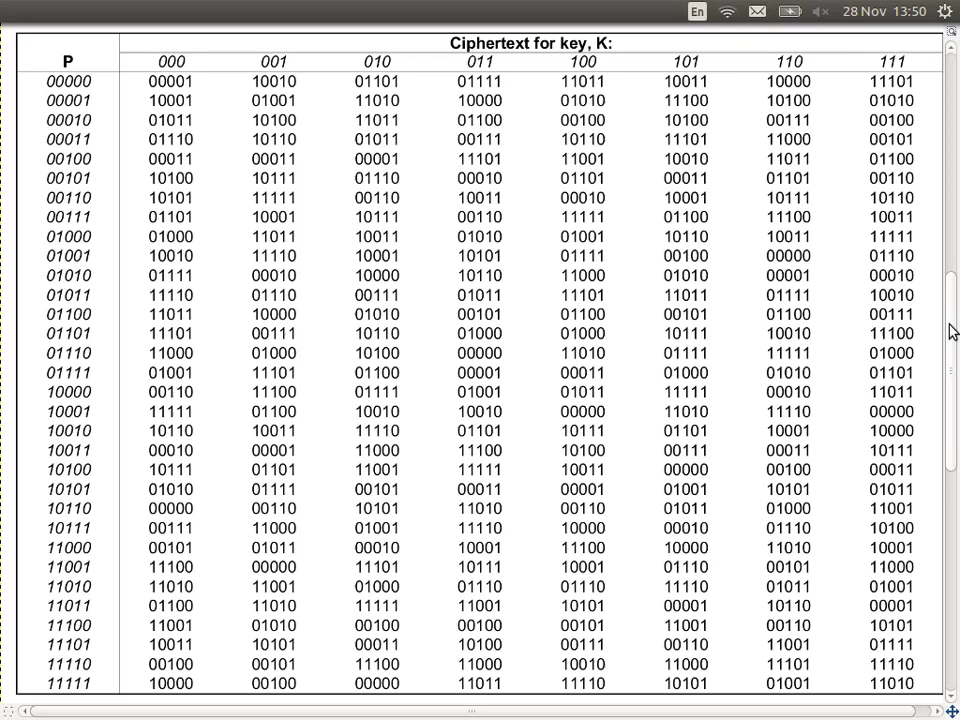 En 28 Nov 13:50
Ciphertext for key, K:
P 000 001 010 011 100 101 110 111
00000 00001 10010 01101 01111 11011 10011 10000 11101
00001 10001 01001 11010 10000 01010 11100 10100 01010
00010 01011 10100 11011 01100 00100 10100 00111 00100
00011 01110 10110 01011 00111 10110 11101 11000 00101
00100 00011 00011 00001 11101 11001 10010 11011 01100
00101 10100 10111 01110 00010 01101 00011 01101 00110
00110 10101 11111 00110 10011 00010 10001 10111 10110
00111 01101 10001 10111 00110 11111 01100 11100 10011
01000 01000 11011 10011 01010 01001 10110 10011 11111
01001 10010 11110 10001 10101 01111 00100 00000 01110
01010 01111 00010 10000 10110 11000 01010 00001 00010
01011 11110 01110 00111 01011 11101 11011 01111 10010
01100 11011 10000 01010 00101 01100 00101 01100 00111
01101 11101 00111 10110 01000 01000 10111 10010 11100
01110 11000 01000 10100 00000 11010 01111 11111 01000
01111 01001 11101 01100 00001 00011 01000 01010 01101
10000 00110 11100 01111 01001 01011 11111 00010 11011
10001 11111 01100 10010 10010 00000 11010 11110 00000
10010 10110 10011 11110 01101 10111 01101 10001 10000
10011 00010 00001 11000 11100 10100 00111 00011 10111
10100 10111 01101 11001 11111 10011 00000 00100 00011
10101 01010 01111 00101 00011 00001 01001 10101 01011
10110 00000 00110 10101 11010 00110 01011 01000 11001
10111 00111 11000 01001 11110 10000 00010 01110 10100
11000 00101 01011 00010 10001 11100 10000 11010 10001
11001 11100 00000 11101 10111 10001 01110 00101 11000
11010 11010 11001 01000 01110 01110 11110 01011 01001
11011 01100 11010 11111 11001 10101 00001 10110 00001
11100 11001 01010 00100 00100 00101 11001 00110 10101
11101 10011 10101 00011 10100 00111 00110 11001 01111
11110 00100 00101 11100 11000 10010 11000 11101 11110
11111 10000 00100 00000 11011 11110 10101 01001 11010